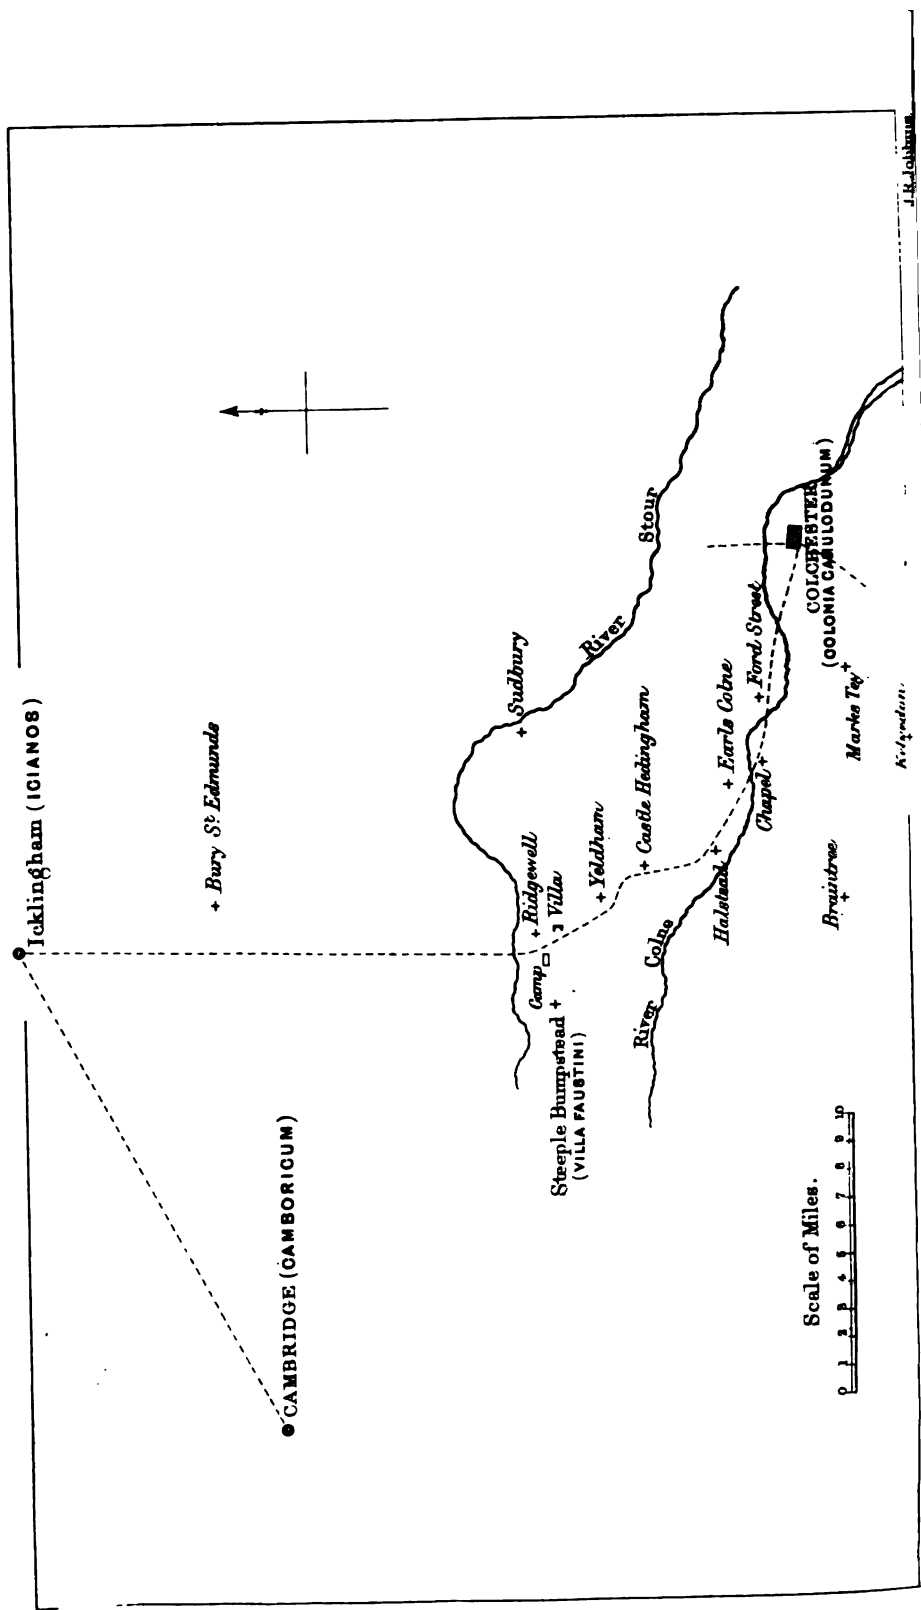 Icklingham (ICIANOS)
+ Bury St. Edmunds
CAMBRIDGE (CAMBORICUM)
+ Sudbury
River Stour
+ Ridgewell
Villa
Camp
Steeple Bumpstead +
(VILLA FAUSTINI)
+ Yeldham
+ Castle Hedingham
River Colne
Halstead +
+ Earls Colne
Chapel +
+ Ford Street
COLCHESTER
(COLONIA CAMULODUNUM)
Marks Tey +
Braintree +
Kelvedon +
Scale of Miles.
0 1 2 3 4 5 6 7 8 9 10